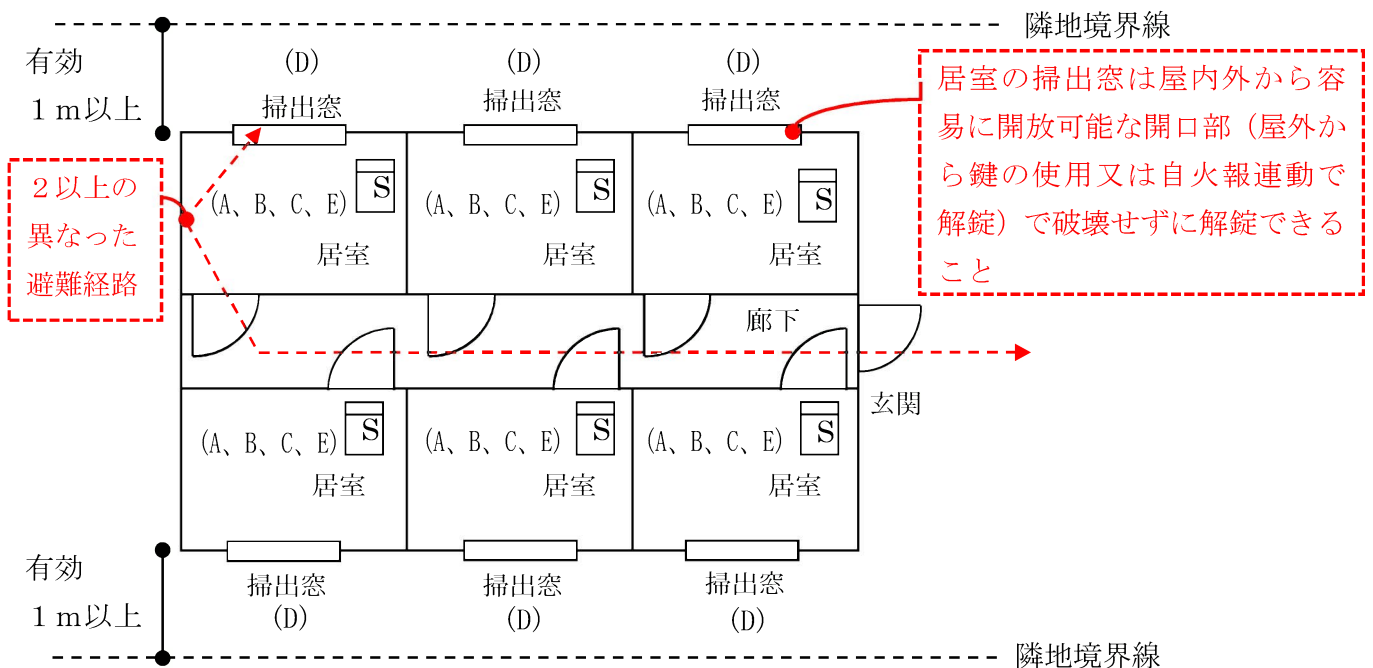 隣地境界線
有効
１ｍ以上
(D)
(D)
(D)
掃出窓
掃出窓
掃出窓
居室の掃出窓は屋内外から容
易に開放可能な開口部（屋外か
ら鍵の使用又は自火報連動で
解錠）で破壊せずに解錠できる
こと
２以上の
異なった
避難経路
(A、B、C、E)
S
居室
(A、B、C、E)
S
居室
(A、B、C、E)
S
居室
廊下
玄関
(A、B、C、E)
S
居室
(A、B、C、E)
S
居室
(A、B、C、E)
S
居室
有効
１ｍ以上
掃出窓
(D)
掃出窓
(D)
掃出窓
(D)
隣地境界線